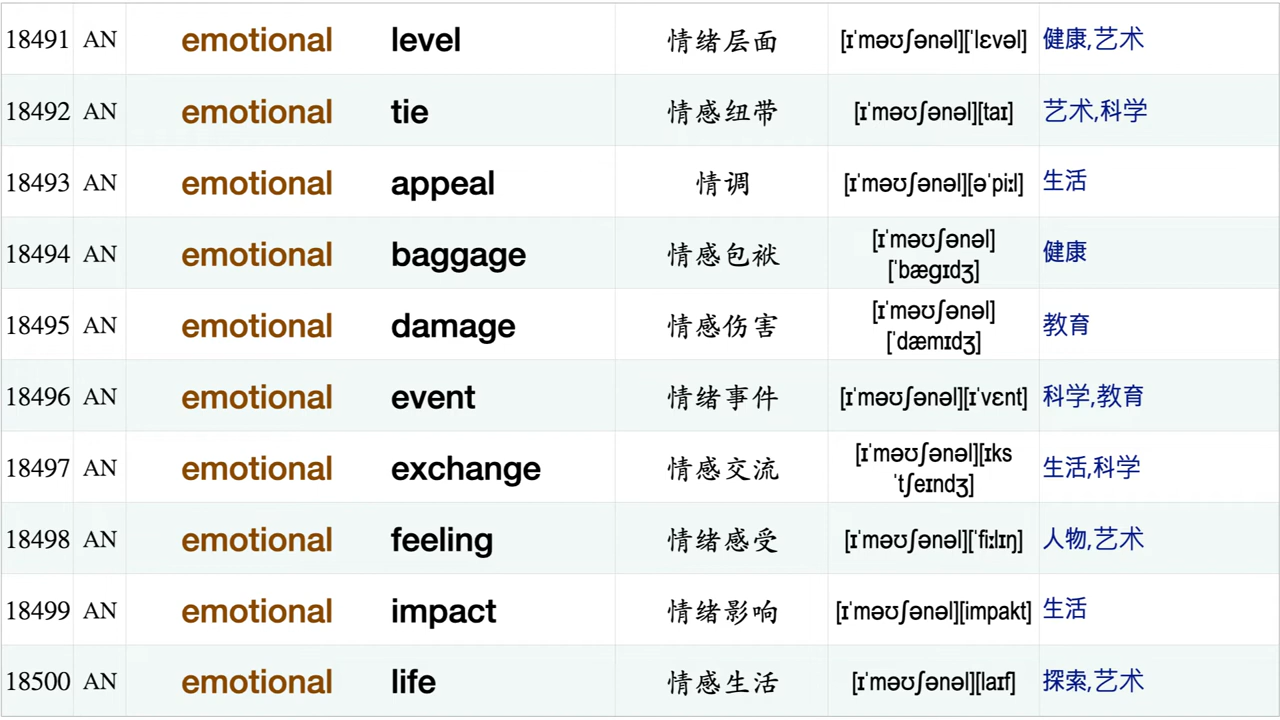 18491 AN emotional level 情绪层面 [ɪˈməʊʃənəl][ˈlɛvəl] 健康,艺术
18492 AN emotional tie 情感纽带 [ɪˈməʊʃənəl][taɪ] 艺术,科学
18493 AN emotional appeal 情调 [ɪˈməʊʃənəl][əˈpiːl] 生活
18494 AN emotional baggage 情感包袱 [ɪˈməʊʃənəl]
[ˈbægɪdʒ] 健康
18495 AN emotional damage 情感伤害 [ɪˈməʊʃənəl]
[ˈdæmɪdʒ] 教育
18496 AN emotional event 情绪事件 [ɪˈməʊʃənəl][ɪˈvɛnt] 科学,教育
18497 AN emotional exchange 情感交流 [ɪˈməʊʃənəl][ɪks
ˈtʃeɪndʒ] 生活,科学
18498 AN emotional feeling 情绪感受 [ɪˈməʊʃənəl][ˈfiːlɪŋ] 人物,艺术
18499 AN emotional impact 情绪影响 [ɪˈməʊʃənəl][impakt] 生活
18500 AN emotional life 情感生活 [ɪˈməʊʃənəl][laɪf] 探索,艺术